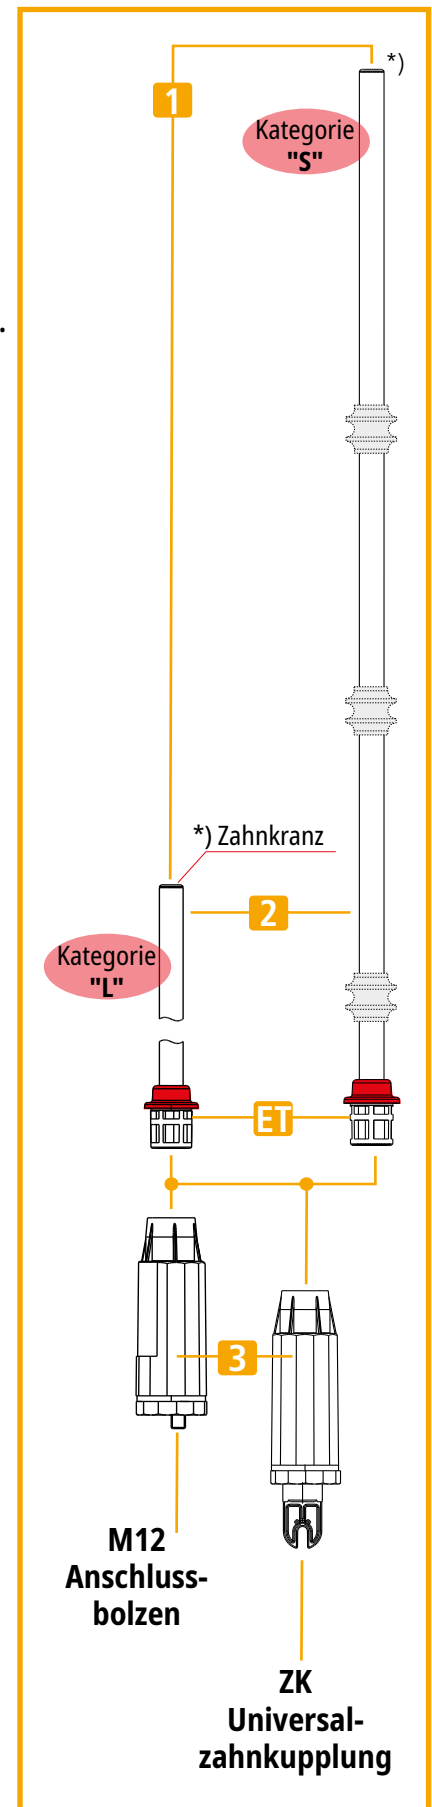 *)
1
Kategorie
"S"
.
*) Zahnkranz
2
Kategorie
"L"
ET
3
M12
Anschluss-
bolzen
ZK
Universal-
zahnkupplung